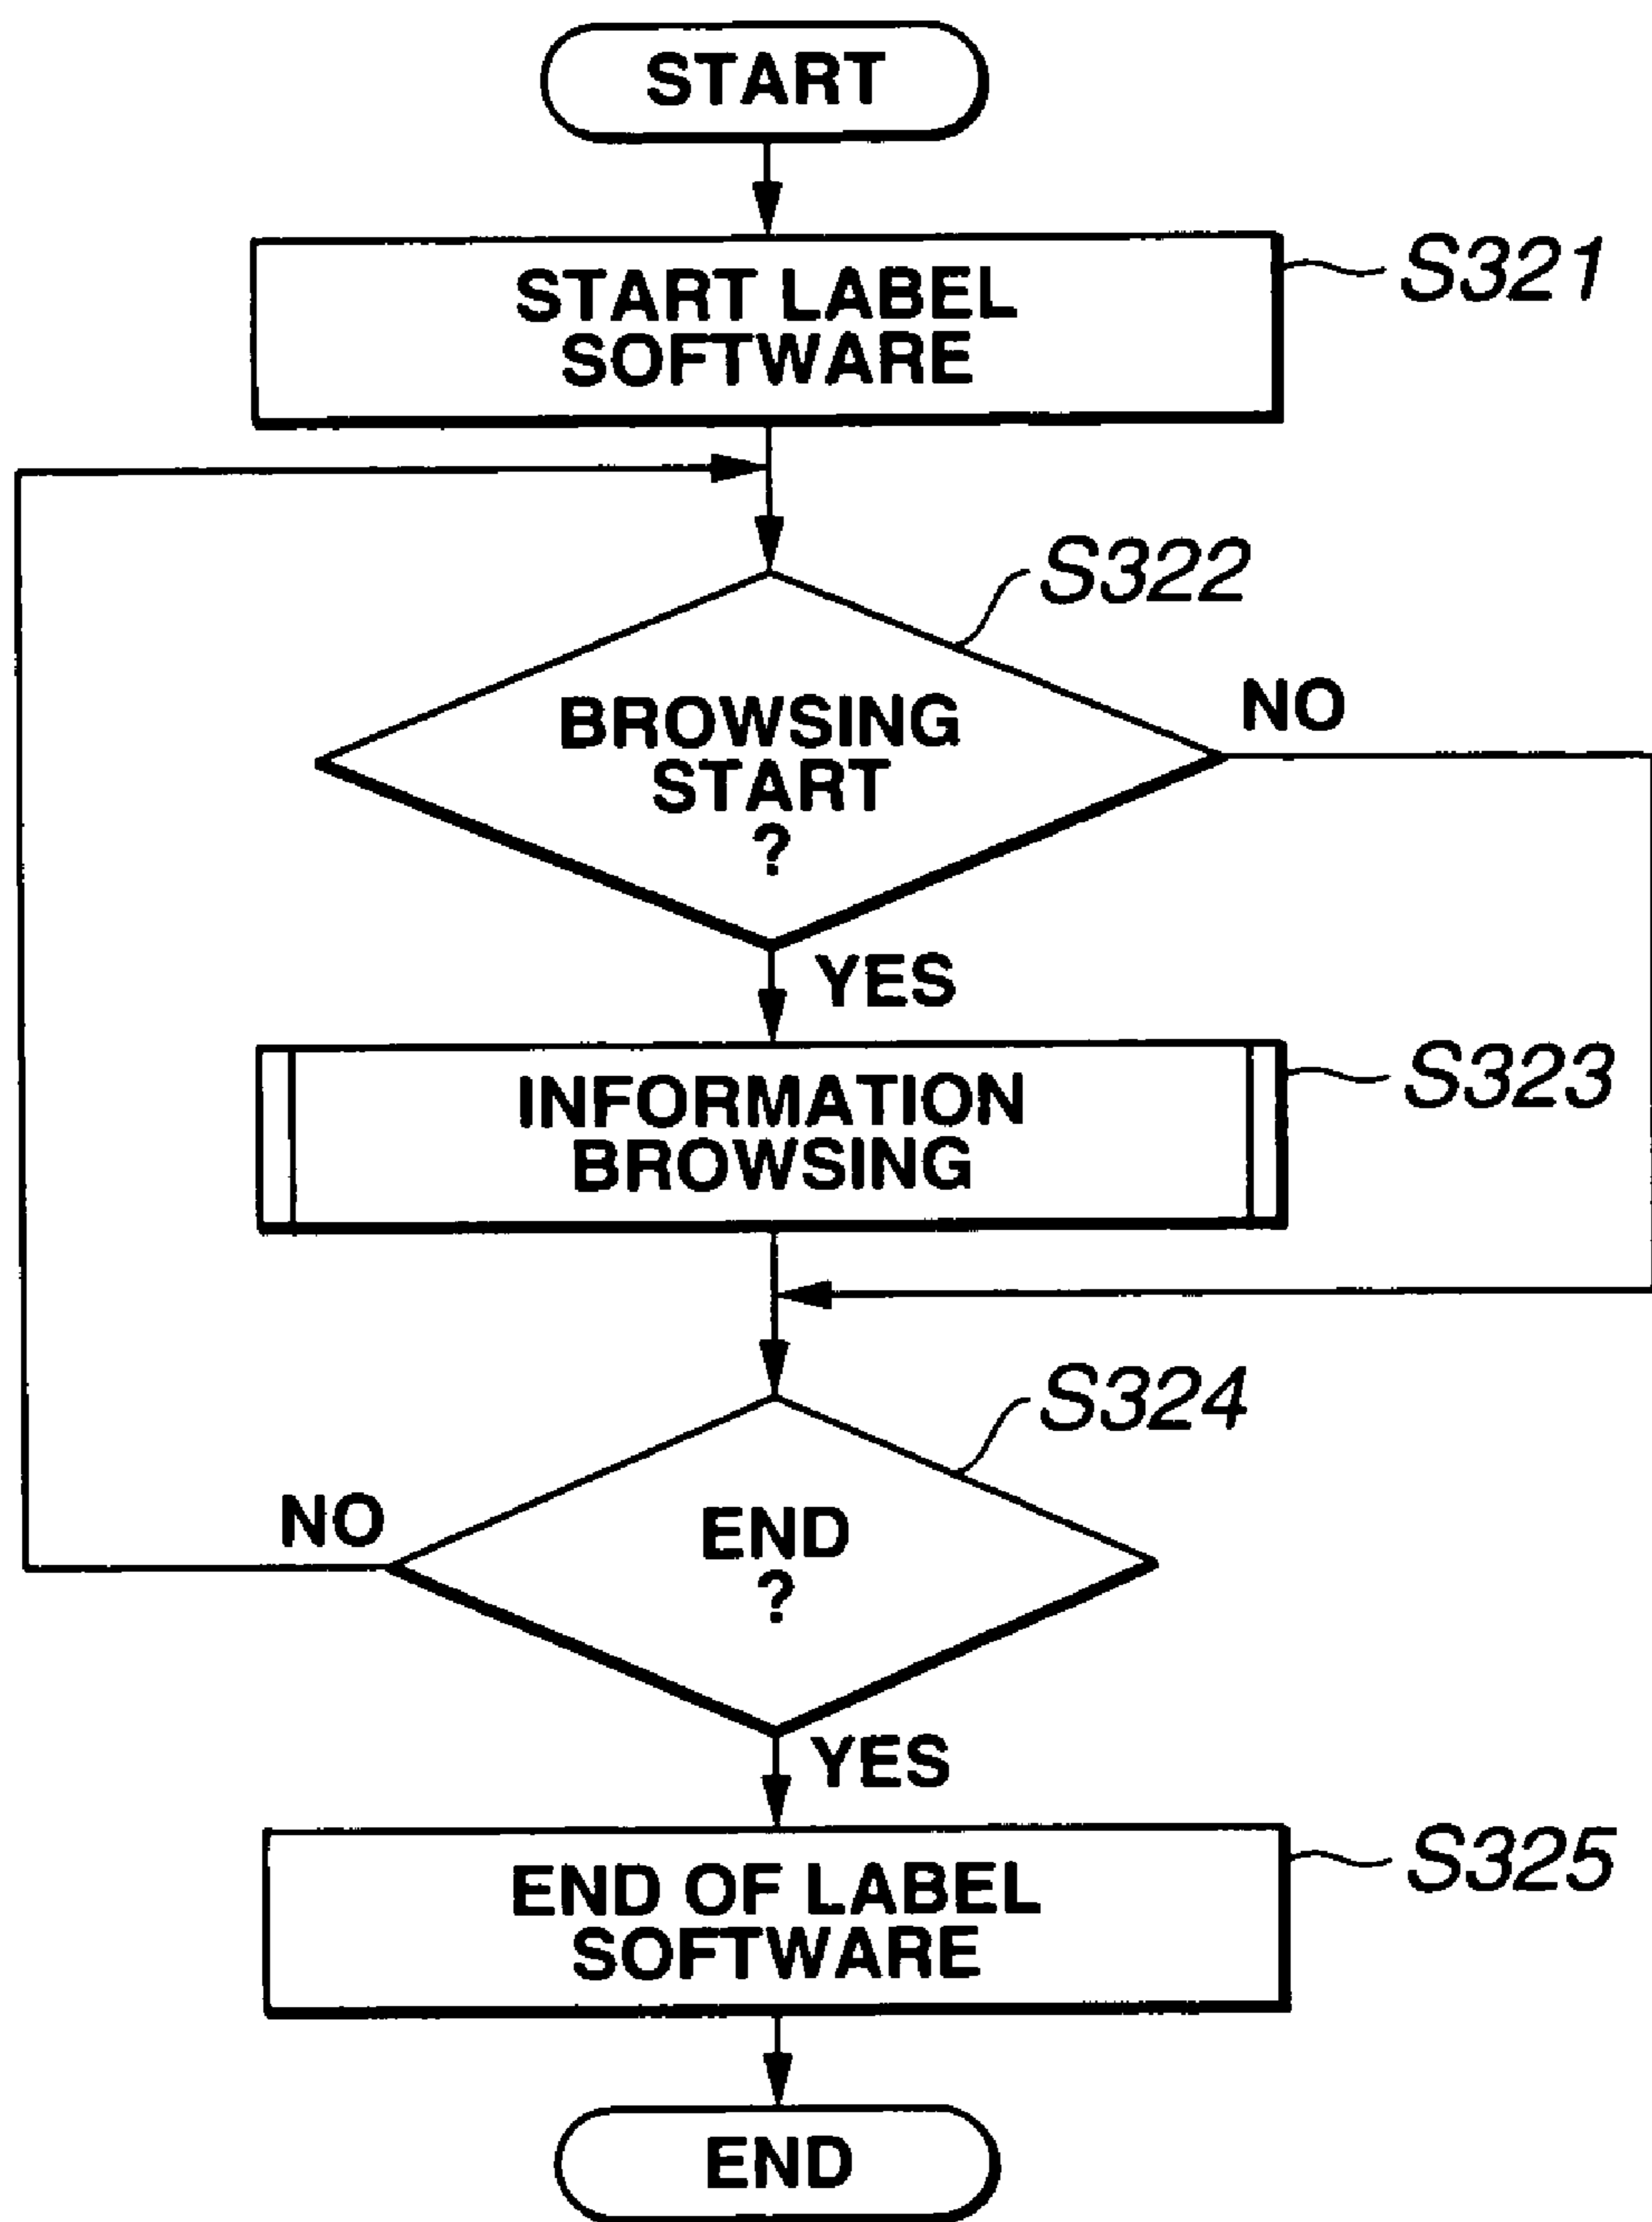 START
START LABEL
SOFTWARE
S321
S322
BROWSING
START
?
NO
YES
INFORMATION
BROWSING
S323
S324
END
?
NO
YES
END OF LABEL
SOFTWARE
S325
END